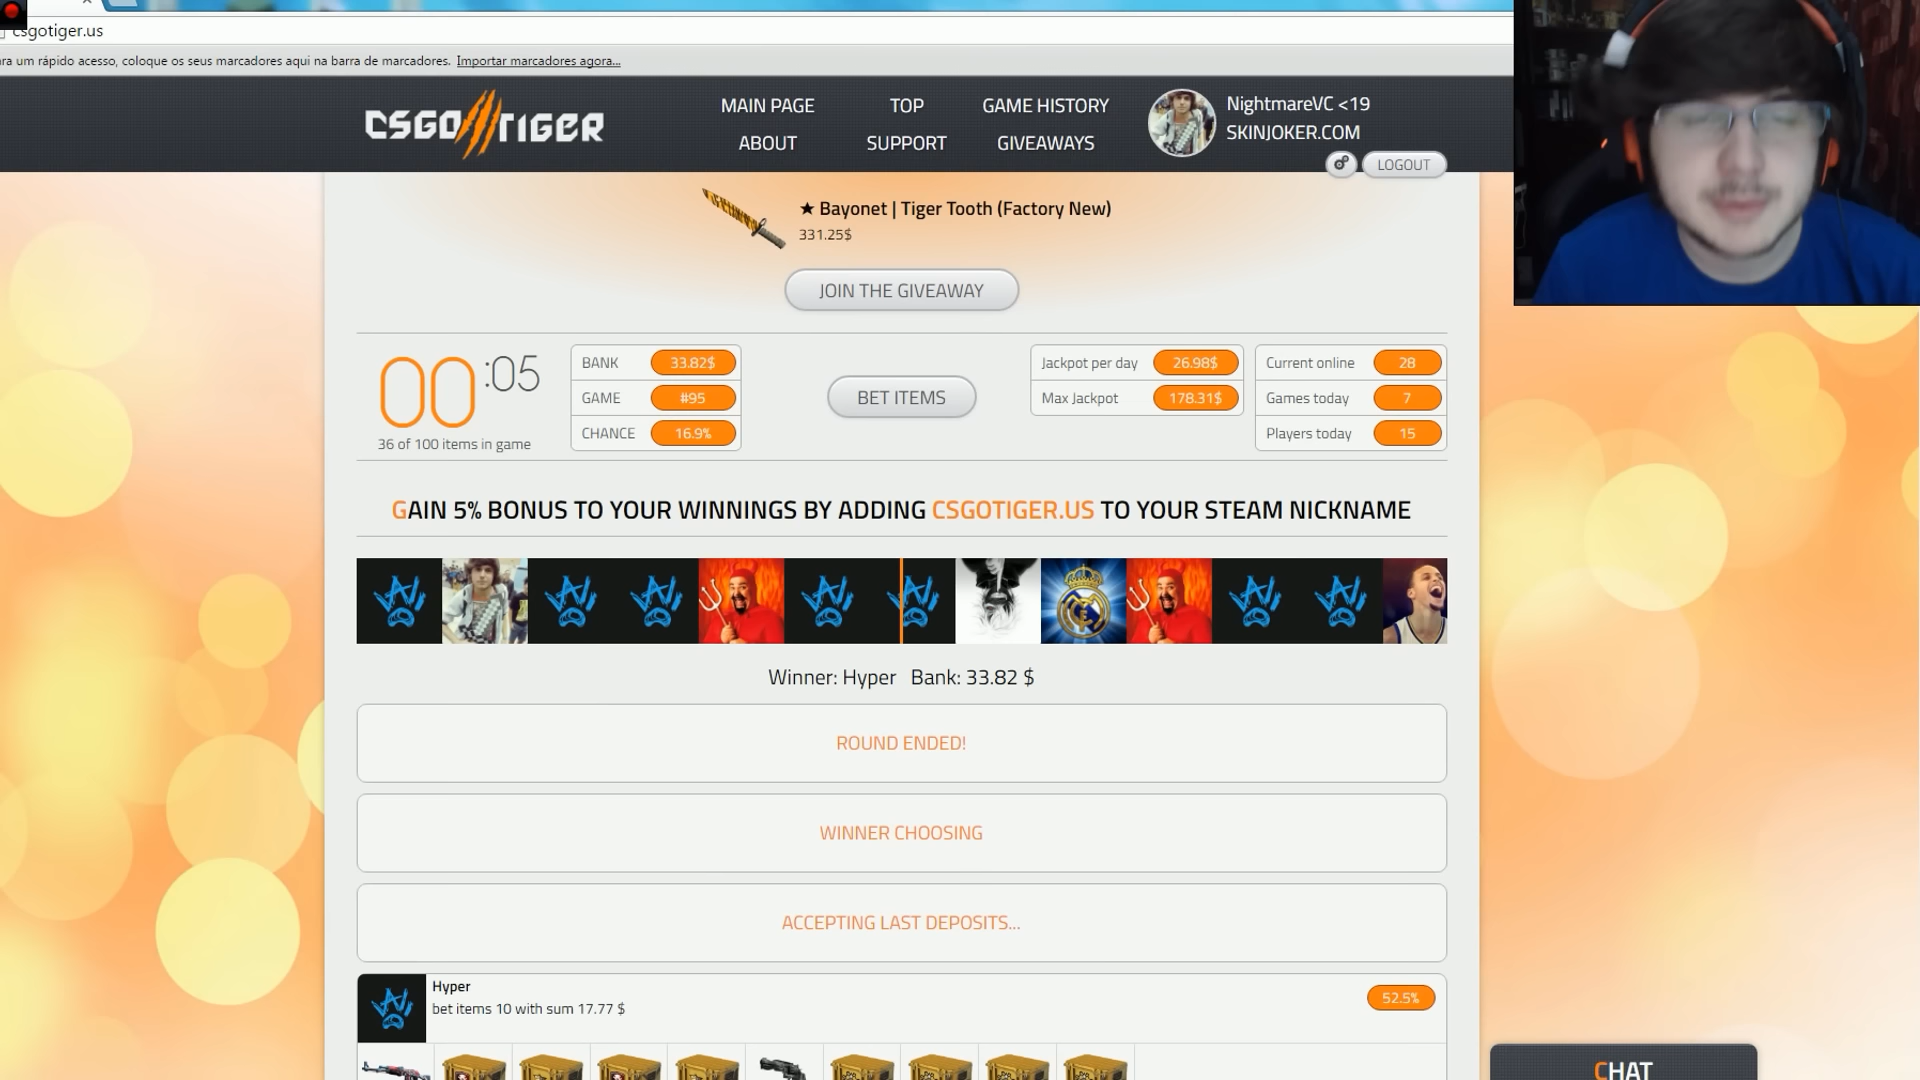 csgotiger.us
ra um rápido acesso, coloque os seus marcadores aqui na barra de marcadores. Importar marcadores agora...
CSGO TIGER
MAIN PAGE
TOP
GAME HISTORY
ABOUT
SUPPORT
GIVEAWAYS
NightmareVC <19
SKINJOKER.COM
LOGOUT
★ Bayonet | Tiger Tooth (Factory New)
331.25$
JOIN THE GIVEAWAY
00:05
36 of 100 items in game
BANK 33.82$
GAME #95
CHANCE 16.9%
BET ITEMS
Jackpot per day 26.98$
Max Jackpot 178.31$
Current online 28
Games today 7
Players today 15
GAIN 5% BONUS TO YOUR WINNINGS BY ADDING CSGOTIGER.US TO YOUR STEAM NICKNAME
Winner: Hyper Bank: 33.82 $
ROUND ENDED!
WINNER CHOOSING
ACCEPTING LAST DEPOSITS...
Hyper
bet items 10 with sum 17.77 $
52.5%
CHAT